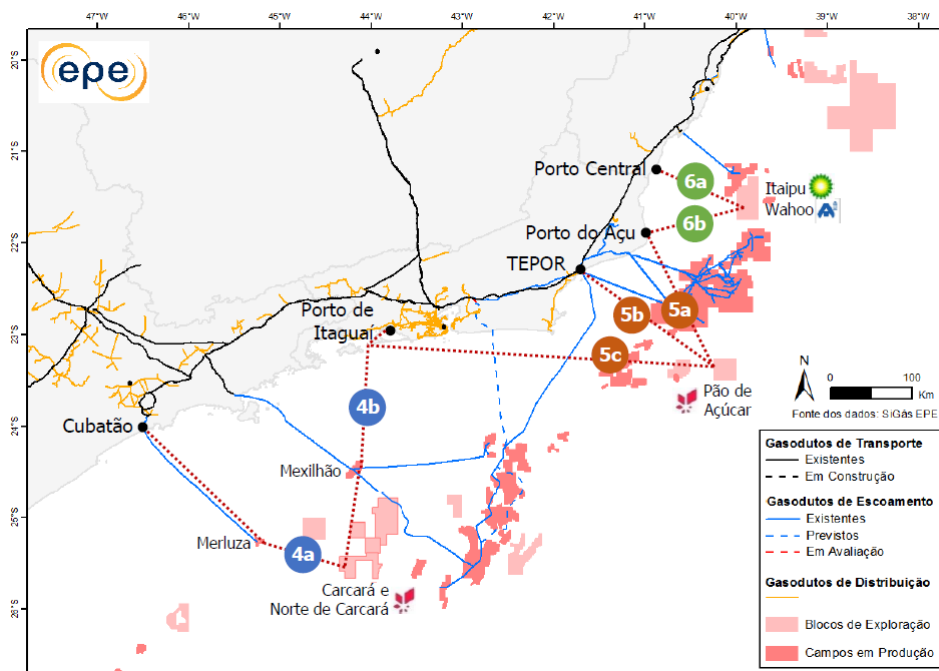 47°W 46°W 45°W 44°W 43°W 42°W 41°W 40°W 39°W 38°W
20°S
21°S
22°S
23°S
24°S
25°S
26°S
epe
Porto Central
6a
Itaipu
Wahoo
6b
Porto do Açu
TEPOR
5b
5a
5c
Porto de
Itaguaí
Pão de
Açúcar
N
0 100
Km
Fonte dos dados: SiGás EPE
4b
Cubatão
Mexilhão
Merluza
4a
Carcará e
Norte de Carcará
Gasodutos de Transporte
Existentes
Em Construção
Gasodutos de Escoamento
Existentes
Previstos
Em Avaliação
Gasodutos de Distribuição
Blocos de Exploração
Campos em Produção